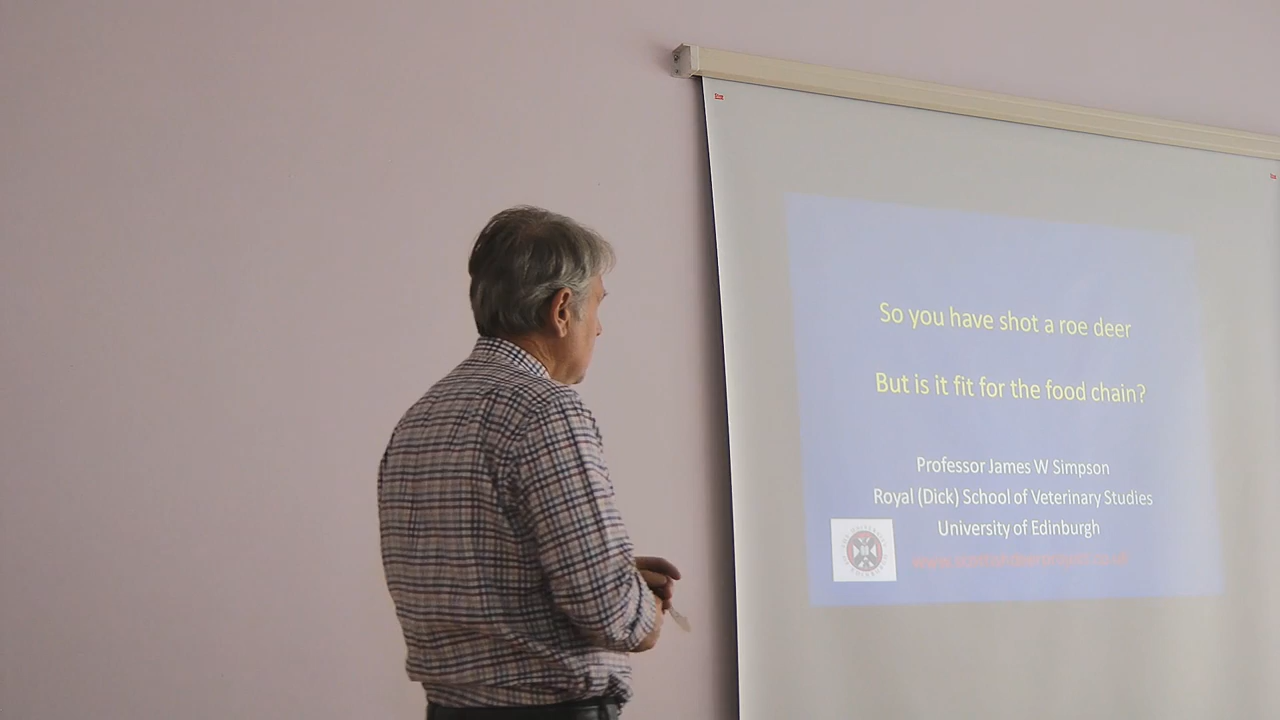 So you have shot a roe deer
But is it fit for the food chain?
Professor James W Simpson
Royal (Dick) School of Veterinary Studies
University of Edinburgh